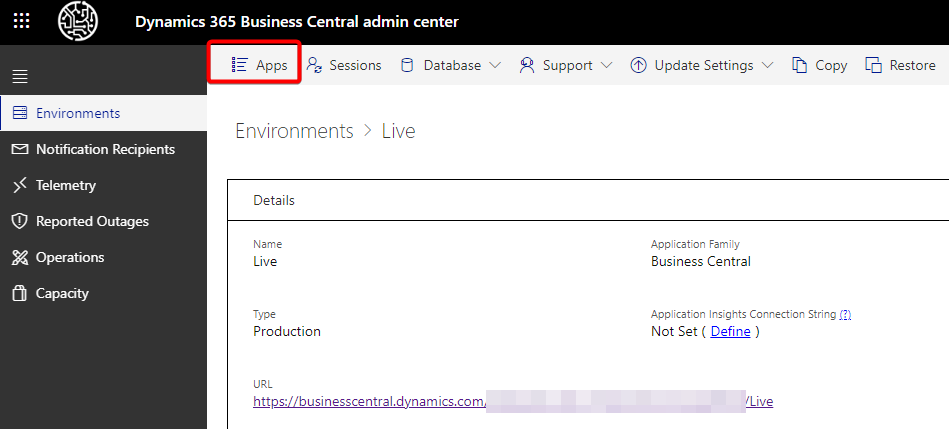 Dynamics 365 Business Central admin center
Apps Sessions Database Support Update Settings Copy Restore
Environments
Notification Recipients
Telemetry
Reported Outages
Operations
Capacity
Environments > Live
Details
Name
Live
Application Family
Business Central
Type
Production
Application Insights Connection String (?)
Not Set ( Define )
URL
https://businesscentral.dynamics.com/ /Live